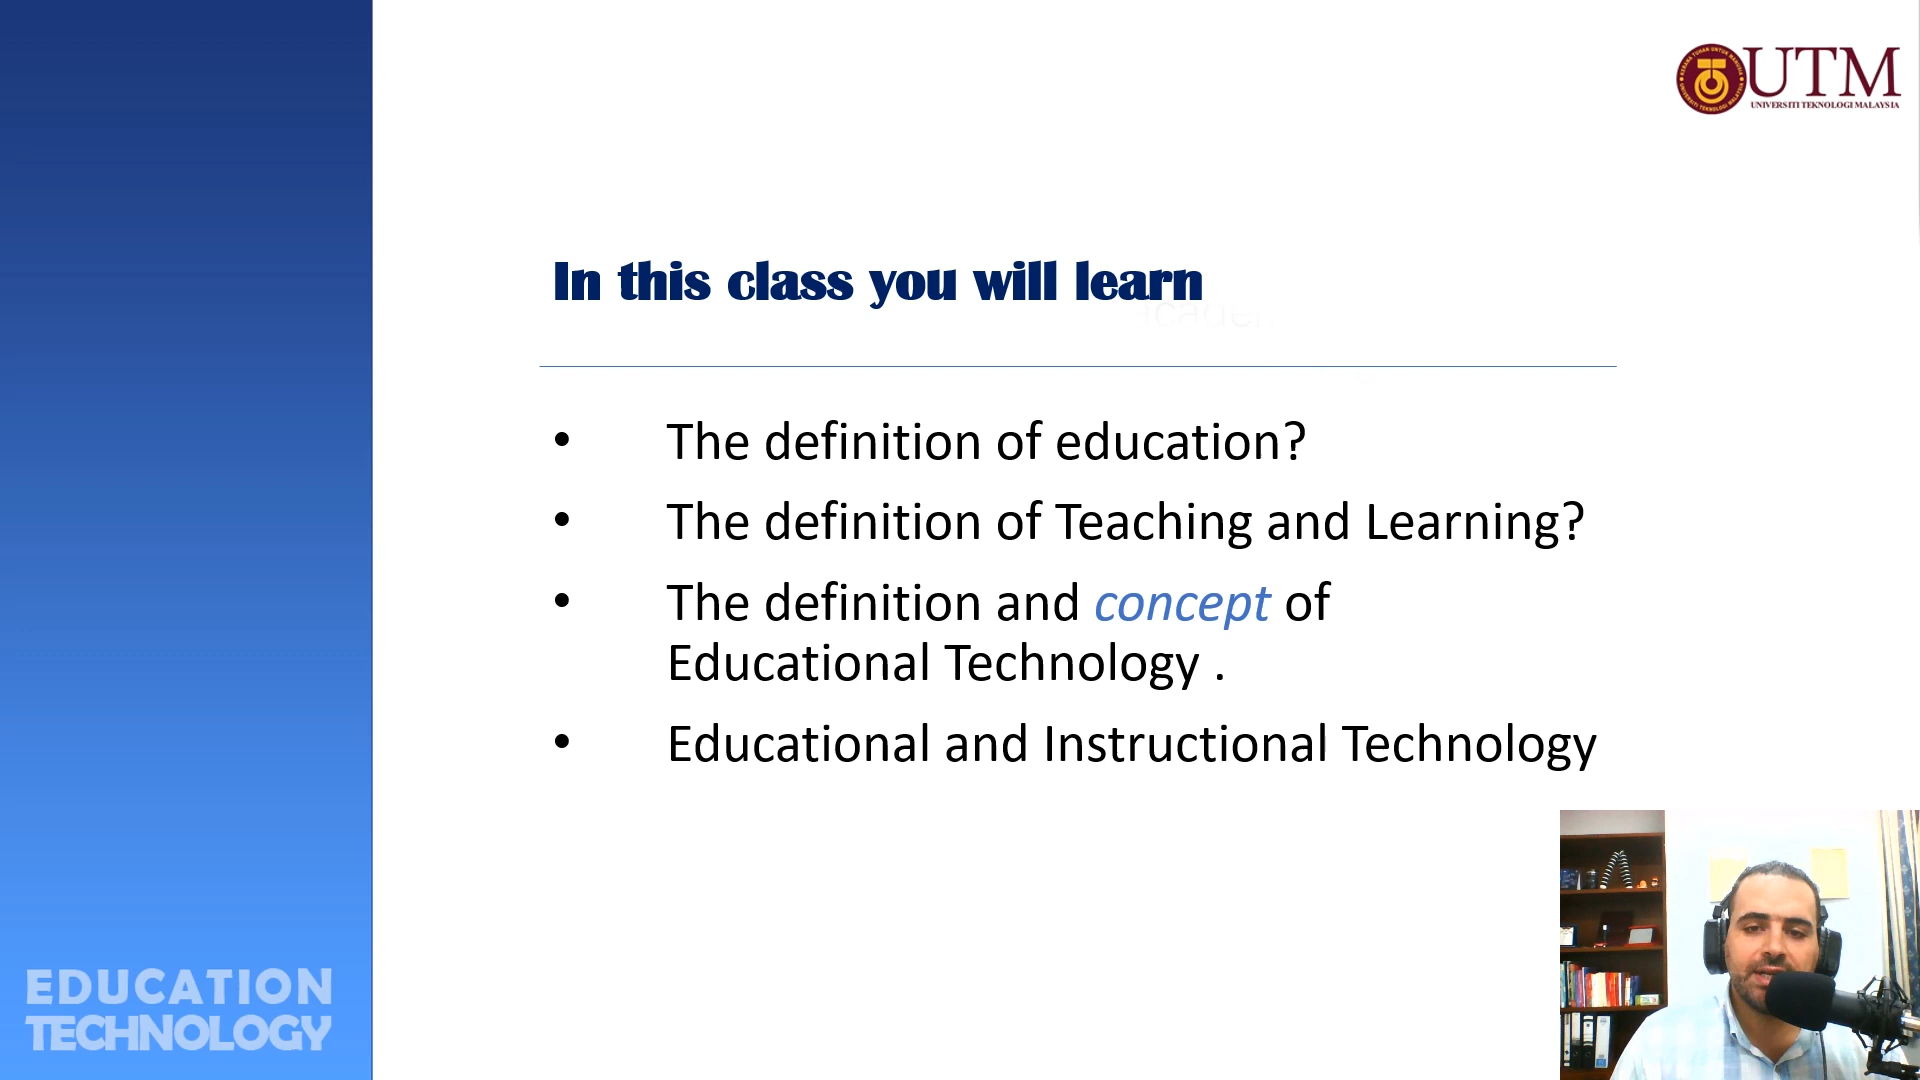 UTM
UNIVERSITI TEKNOLOGI MALAYSIA
In this class you will learn
• The definition of education?
• The definition of Teaching and Learning?
• The definition and concept of
Educational Technology .
• Educational and Instructional Technology
EDUCATION
TECHNOLOGY